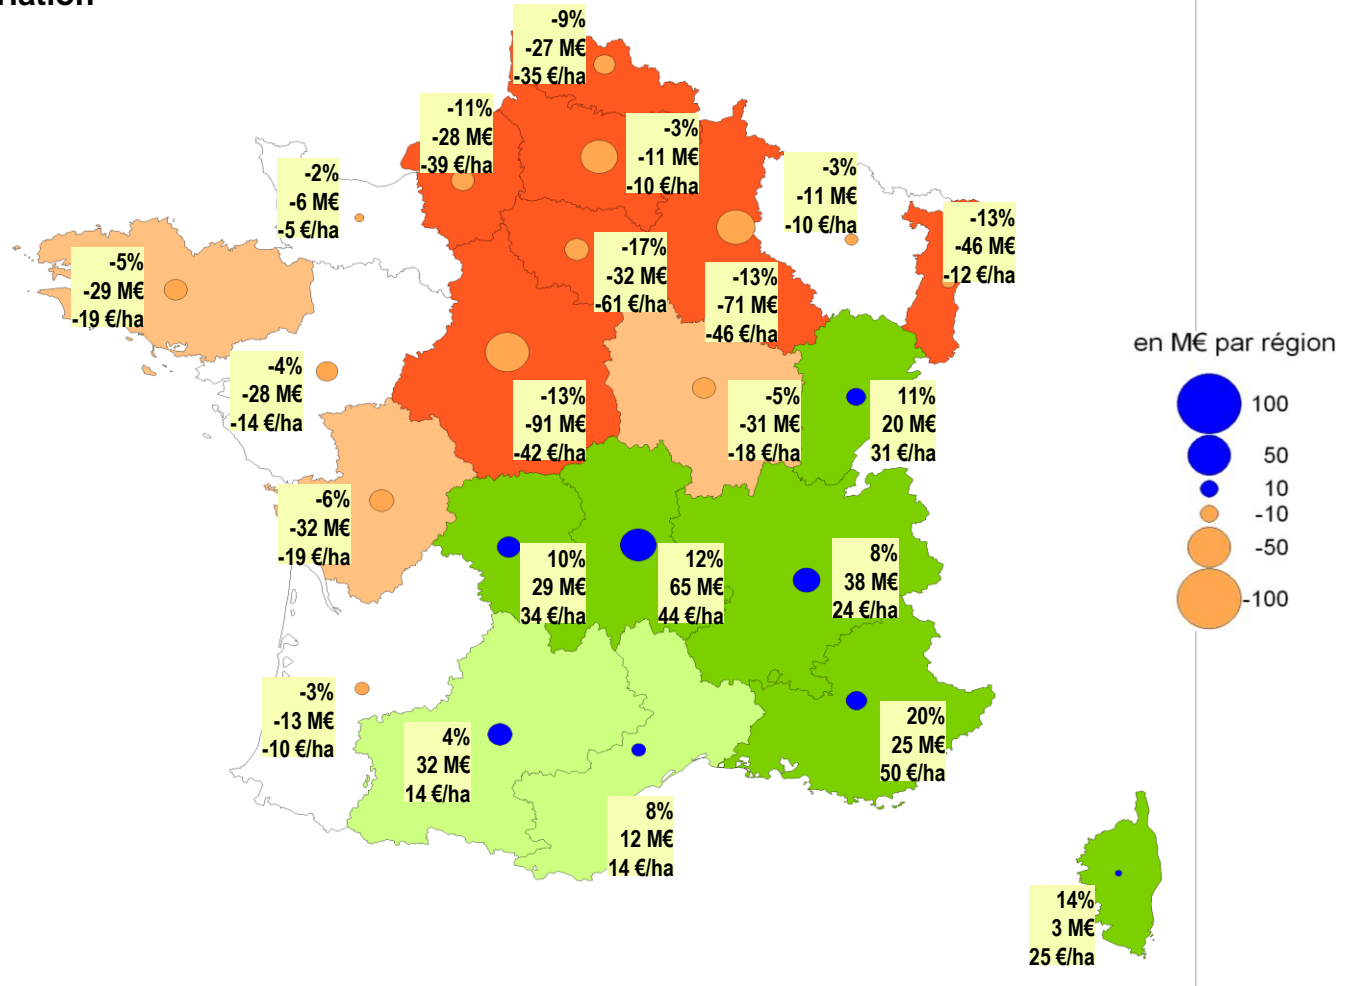 -9%
-27 M€
-35 €/ha
-11%
-28 M€
-39 €/ha
-3%
-11 M€
-10 €/ha
-2%
-6 M€
-5 €/ha
-3%
-11 M€
-10 €/ha
-13%
-46 M€
-12 €/ha
-5%
-29 M€
-19 €/ha
-17%
-32 M€
-61 €/ha
-13%
-71 M€
-46 €/ha
-4%
-28 M€
-14 €/ha
-13%
-91 M€
-42 €/ha
-5%
-31 M€
-18 €/ha
11%
20 M€
31 €/ha
-6%
-32 M€
-19 €/ha
10%
29 M€
34 €/ha
12%
65 M€
44 €/ha
8%
38 M€
24 €/ha
-3%
-13 M€
-10 €/ha
4%
32 M€
14 €/ha
20%
25 M€
50 €/ha
8%
12 M€
14 €/ha
14%
3 M€
25 €/ha
en M€ par région
100
50
10
-10
-50
-100